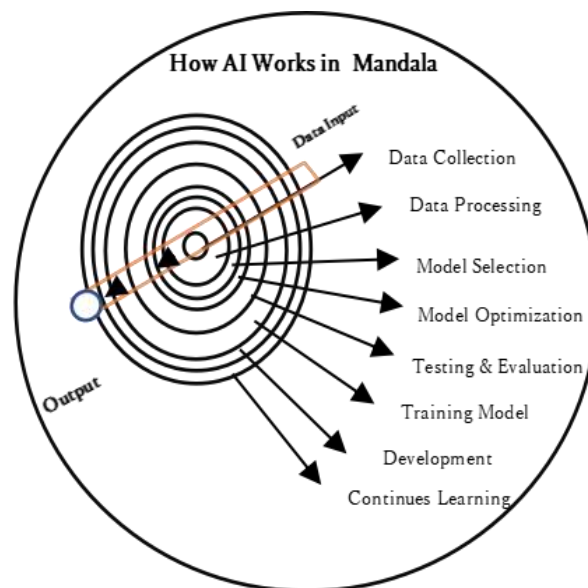 How AI Works in Mandala
Data Input
Data Collection
Data Processing
Model Selection
Model Optimization
Testing & Evaluation
Output
Training Model
Development
Continues Learning